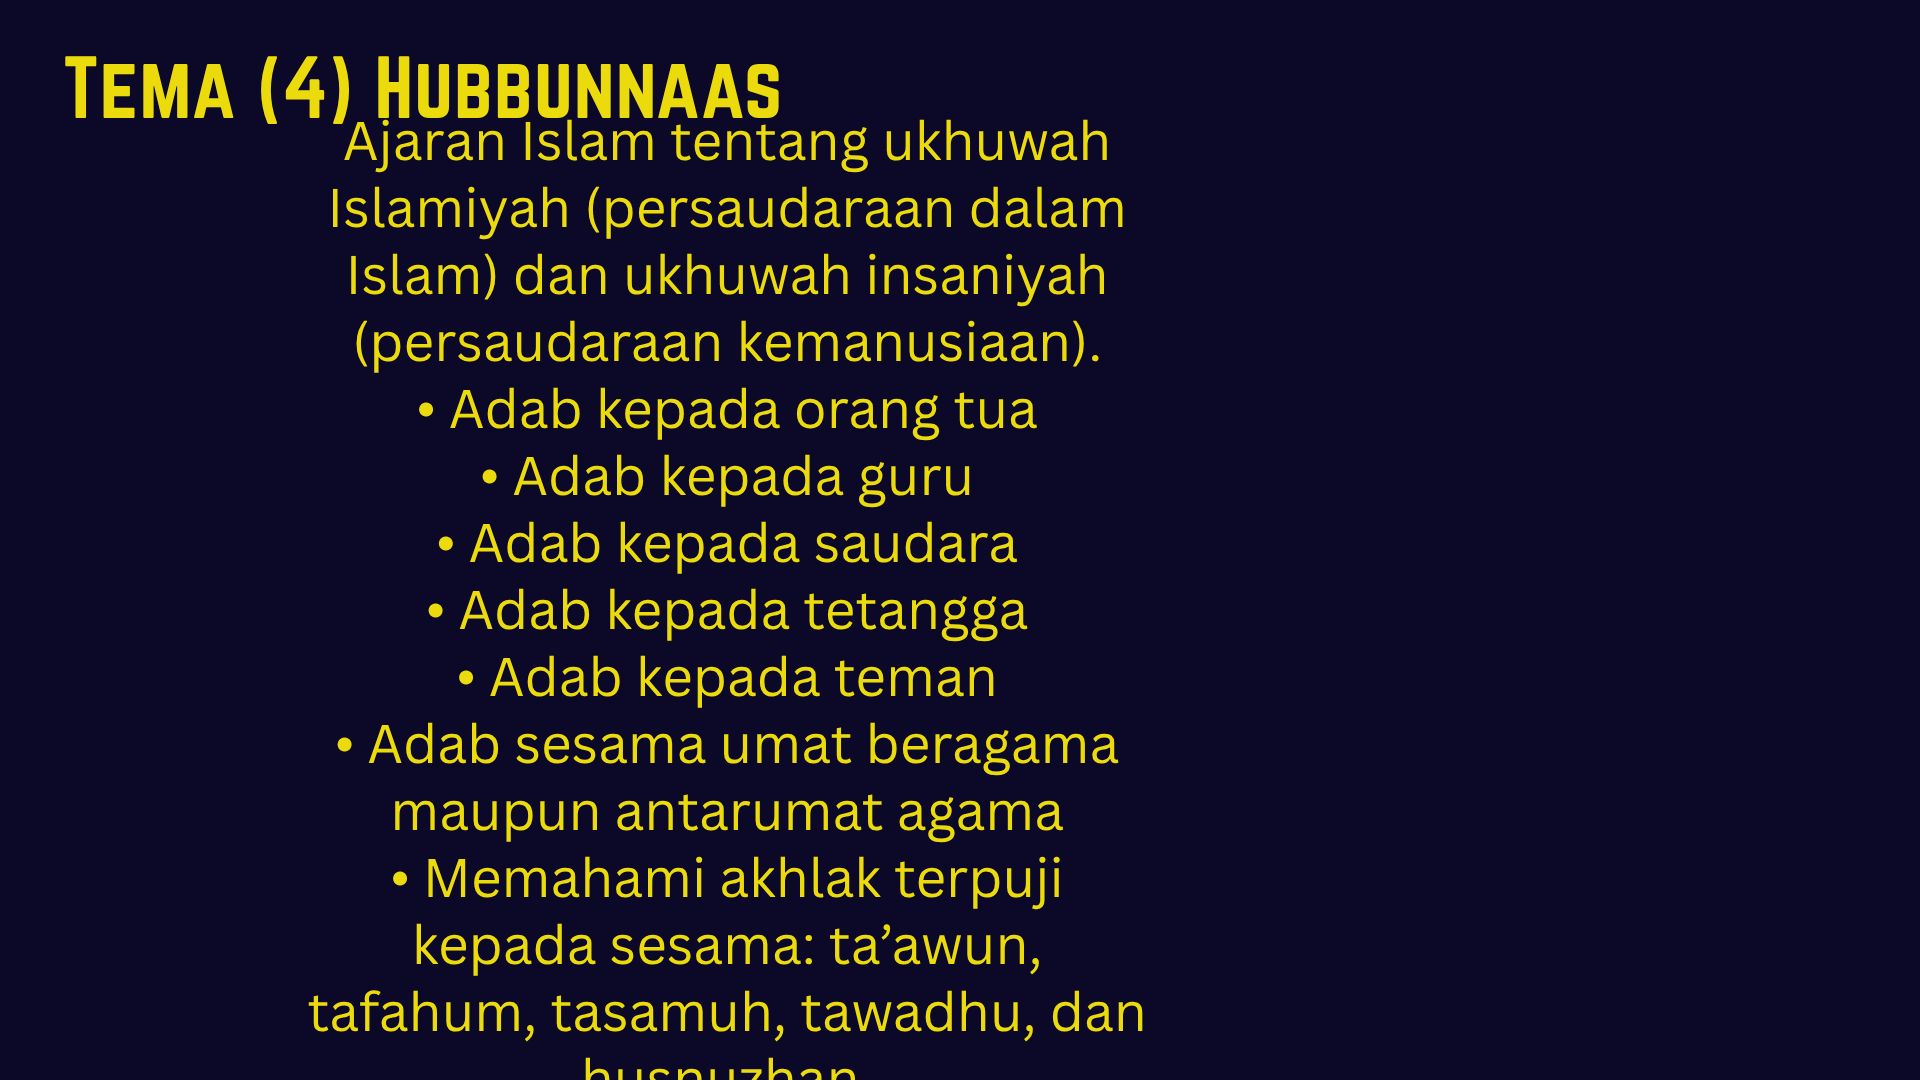 Tema (4) Hubbunnaas
Ajaran Islam tentang ukhuwah
Islamiyah (persaudaraan dalam
Islam) dan ukhuwah insaniyah
(persaudaraan kemanusiaan).
• Adab kepada orang tua
• Adab kepada guru
• Adab kepada saudara
• Adab kepada tetangga
• Adab kepada teman
• Adab sesama umat beragama
maupun antarumat agama
• Memahami akhlak terpuji
kepada sesama: ta’awun,
tafahum, tasamuh, tawadhu, dan
husnuzhan